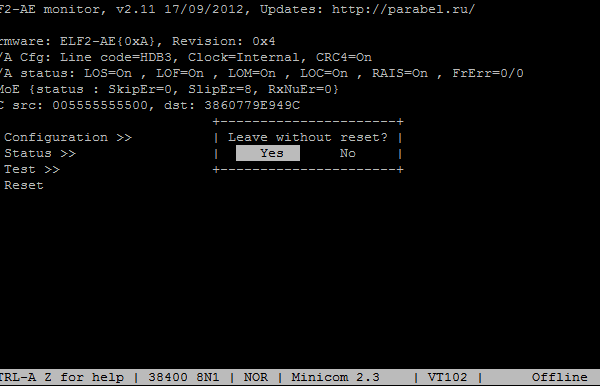 F2-AE monitor, v2.11 17/09/2012, Updates: http://parabel.ru/
rmware: ELF2-AE{0xA}, Revision: 0x4
/A Cfg: Line code=HDB3, Clock=Internal, CRC4=On
/A status: LOS=On , LOF=On , LOM=On , LOC=On , RAIS=On , FrErr=0/0
MoE {status : SkipEr=0, SlipEr=8, RxNuEr=0}
C src: 005555555500, dst: 3860779E949C
Configuration >>
Leave without reset?
Status >>
Yes No
Test >>
Reset
TRL-A Z for help | 38400 8N1 | NOR | Minicom 2.3 | VT102 | Offline